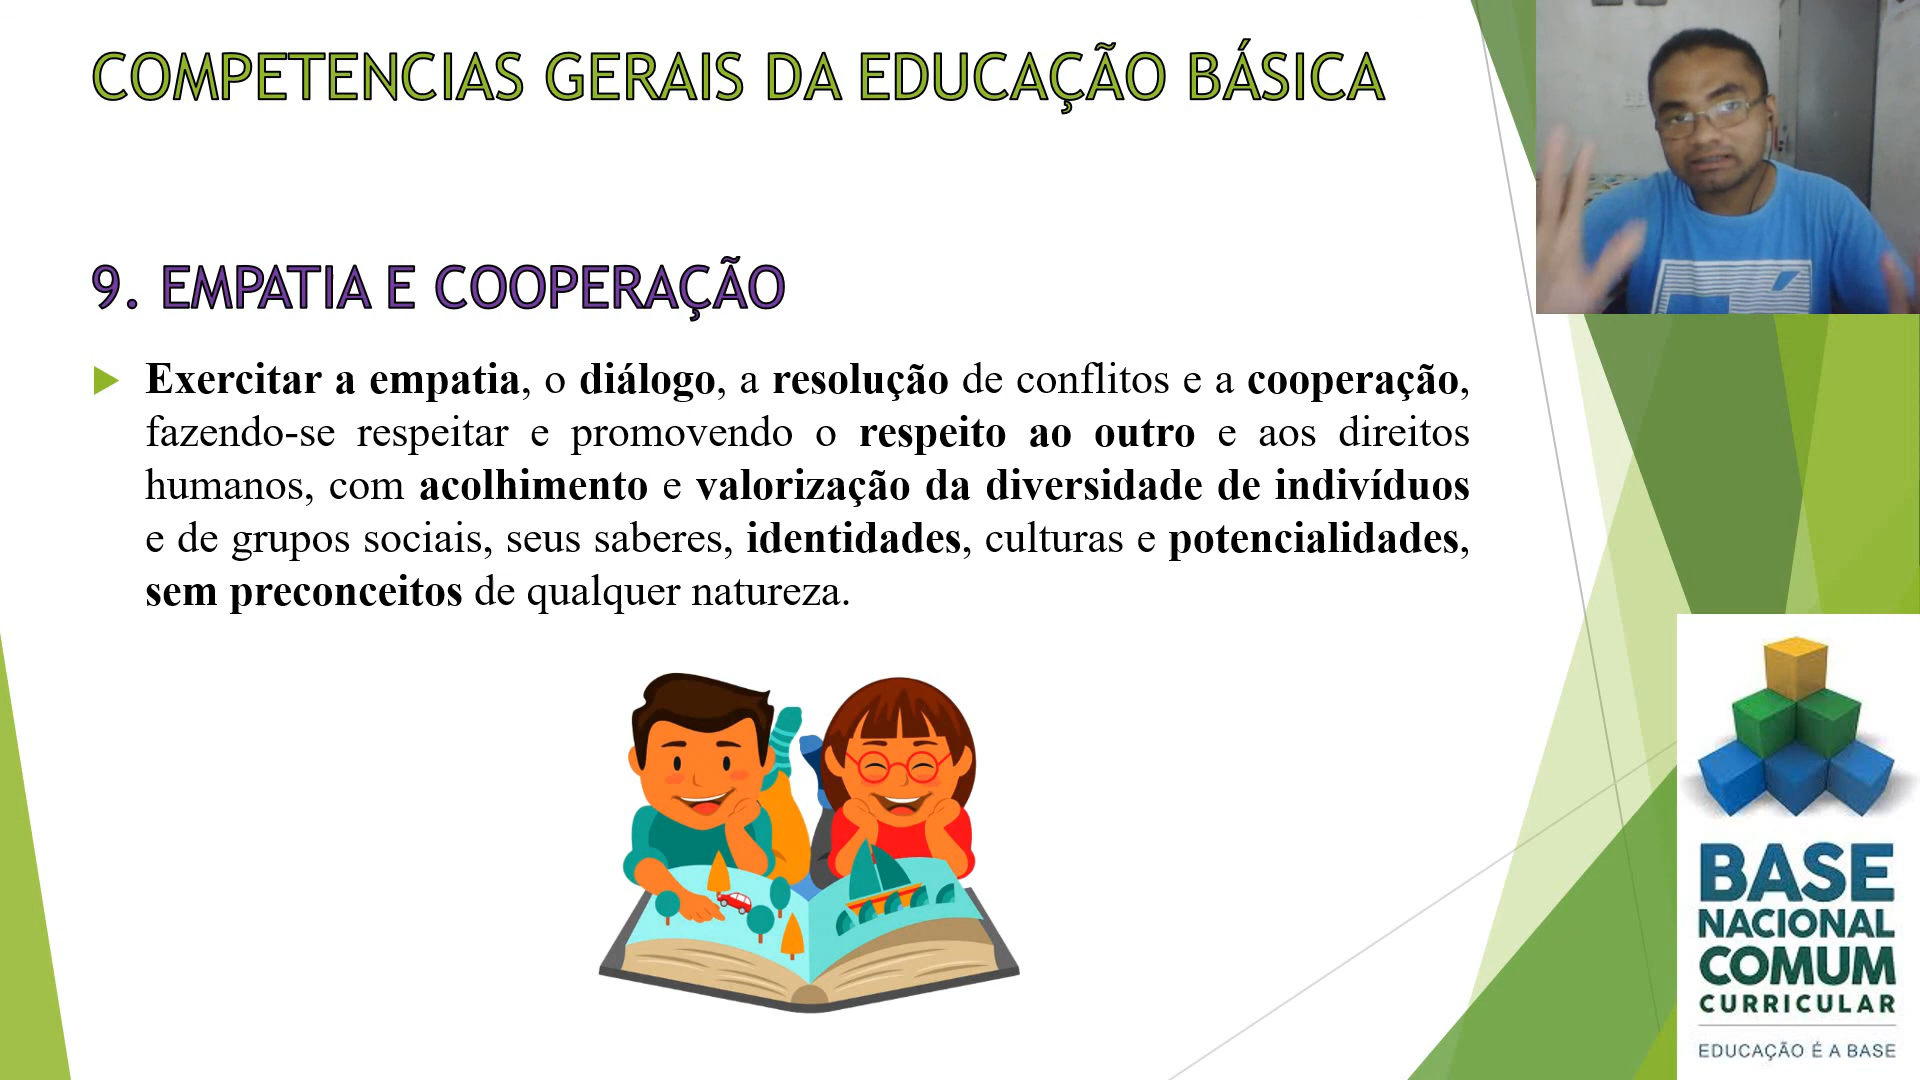 COMPETENCIAS GERAIS DA EDUCAÇÃO BÁSICA
9. EMPATIA E COOPERAÇÃO
Exercitar a empatia, o diálogo, a resolução de conflitos e a cooperação,
fazendo-se respeitar e promovendo o respeito ao outro e aos direitos
humanos, com acolhimento e valorização da diversidade de indivíduos
e de grupos sociais, seus saberes, identidades, culturas e potencialidades,
sem preconceitos de qualquer natureza.
BASE
NACIONAL
COMUM
CURRICULAR
EDUCAÇÃO É A BASE